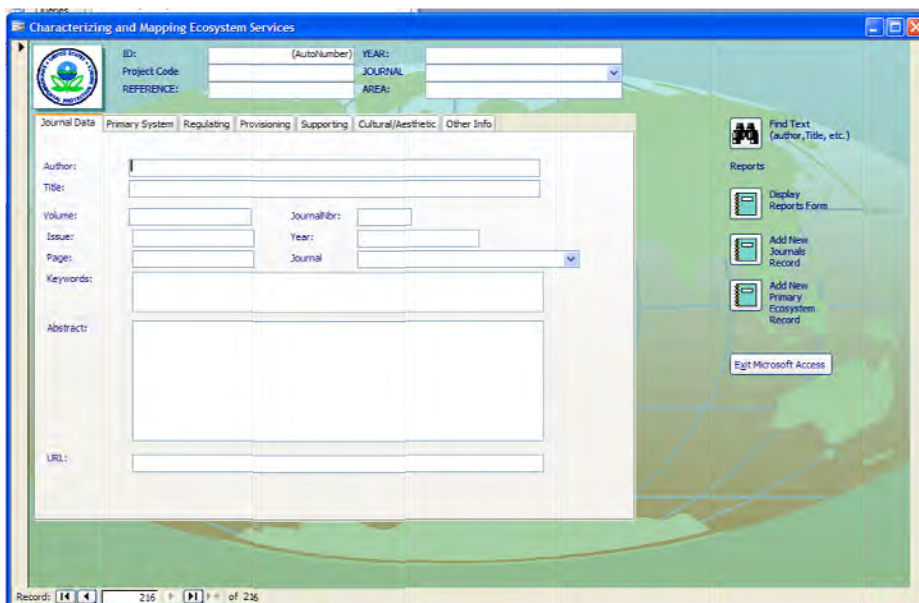 Queries
Characterizing and Mapping Ecosystem Services
ID: (AutoNumber) YEAR:
Project Code JOURNAL
REFERENCE: AREA:
Journal Data Primary System Regulating Provisioning Supporting Cultural/Aesthetic Other Info
Author:
Title:
Volume: JournalNbr:
Issue: Year:
Page: Journal
Keywords:
Abstract:
URL:
Find Text
(author,Title, etc.)
Reports
Display
Reports Form
Add New
Journals
Record
Add New
Primary
Ecosystem
Record
Exit Microsoft Access
Record: 216 of 216